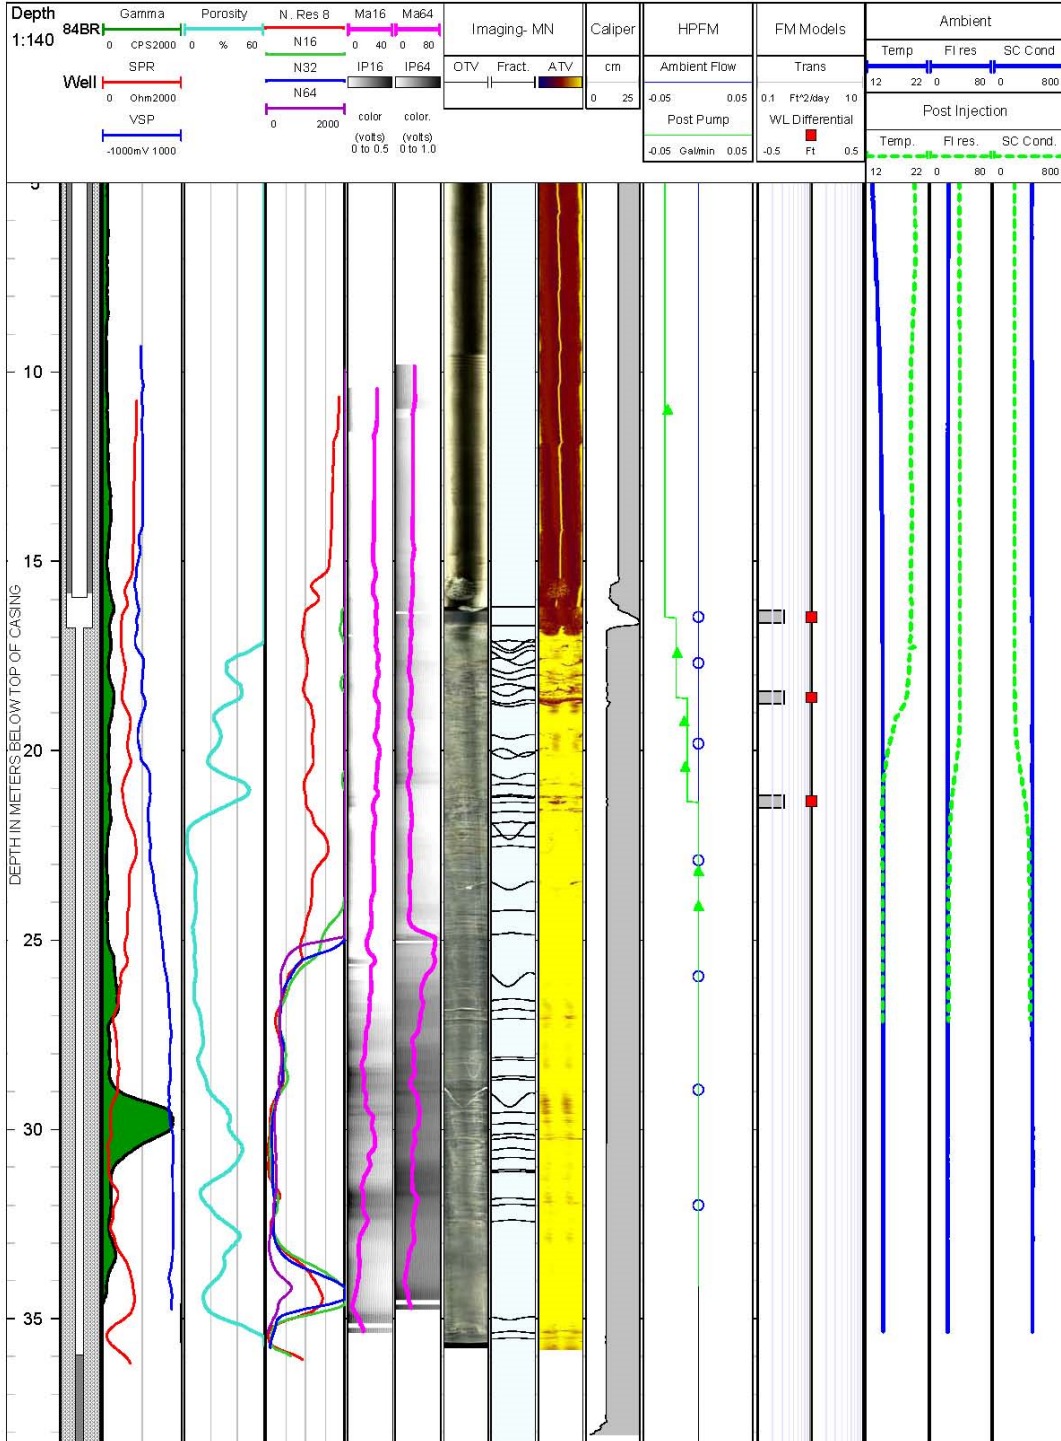 Depth
1:140
84BR
Well
Gamma
0 CPS2000
SPR
0 Ohm2000
VSP
-1000mV 1000
Porosity
0 % 60
N. Res 8
N16
N32
N64
0 2000
Ma16
0 40
IP16
color
(volts)
0 to 0.5
Ma64
0 80
IP64
color.
(volts)
0 to 1.0
Imaging- MN
OTV Fract. ATV
Caliper
cm
0 25
HPFM
Ambient Flow
-0.05 0.05
Post Pump
-0.05 Gal/min 0.05
FM Models
Trans
0.1 Ft^2/day 10
WL Differential
-0.5 Ft 0.5
Ambient
Temp Fl res SC Cond
12 22 0 80 0 800
Post Injection
Temp. Fl res. SC Cond.
12 22 0 80 0 800
DEPTH IN METERS BELOW TOP OF CASING
5
10
15
20
25
30
35